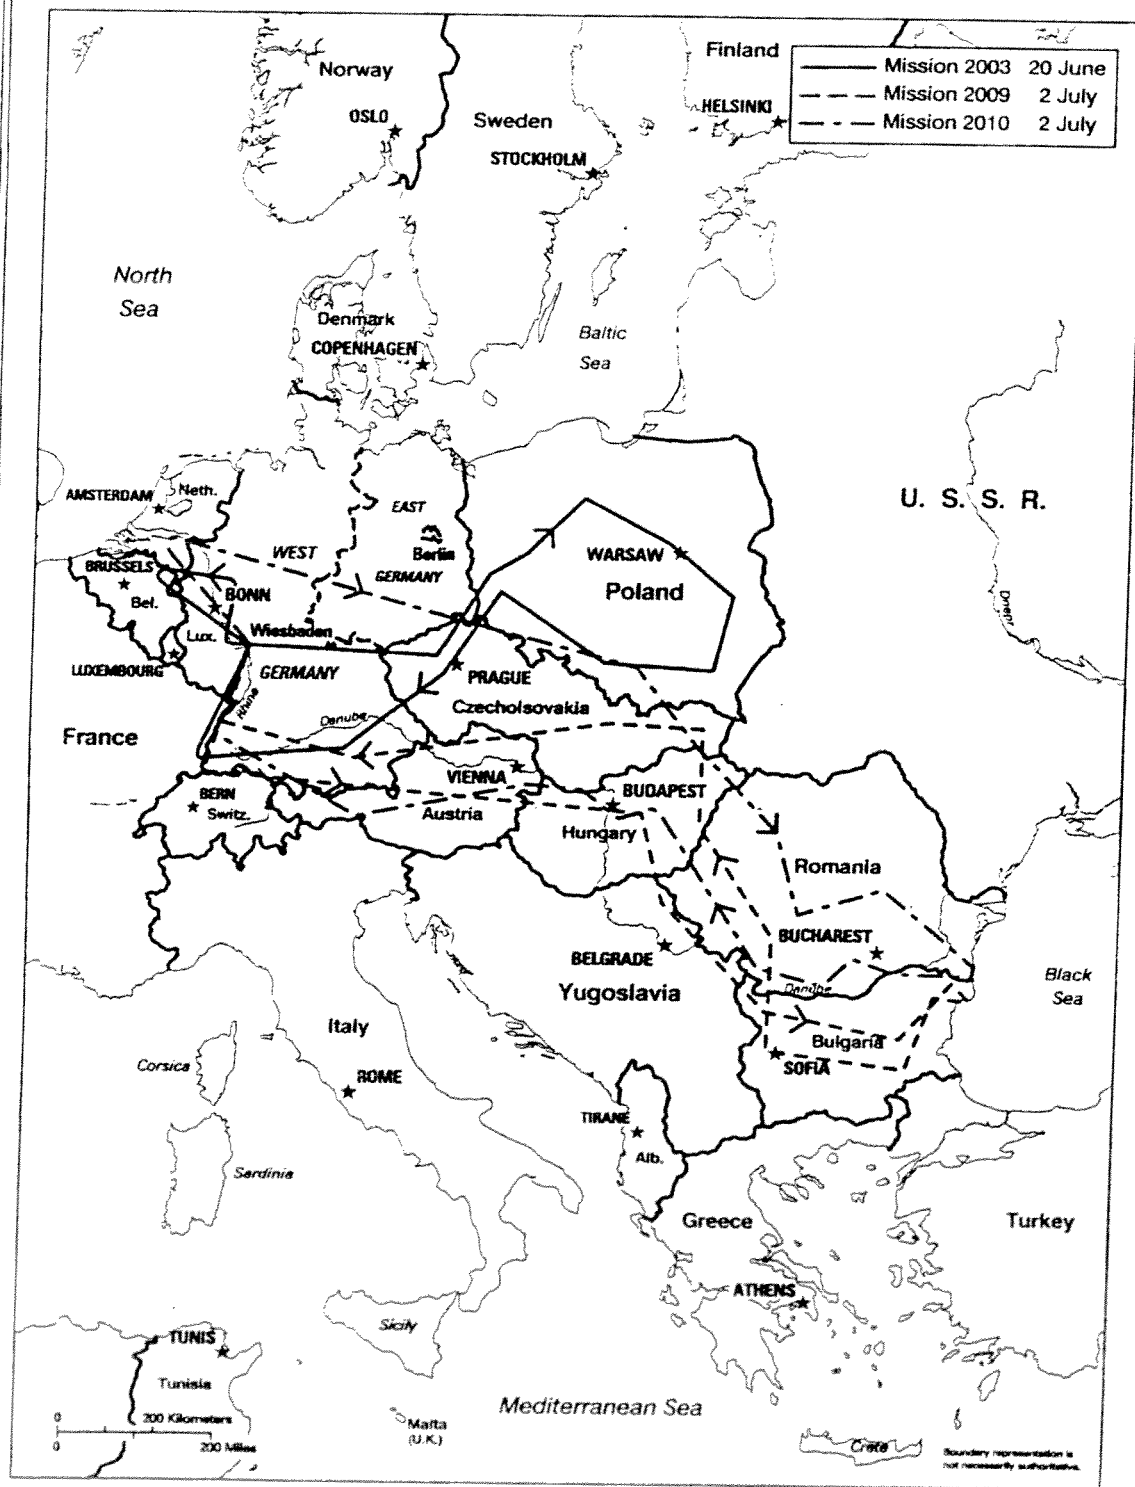 Finland
Mission 2003 20 June
Mission 2009 2 July
Mission 2010 2 July
Norway
OSLO
HELSINKI
Sweden
STOCKHOLM
North
Sea
Denmark
COPENHAGEN
Baltic
Sea
U. S. S. R.
AMSTERDAM
Neth.
EAST
Berlin
WEST
GERMANY
WARSAW
Poland
Dnepr
BRUSSELS
Bel.
BONN
Wiesbaden
Lux.
LUXEMBOURG
GERMANY
PRAGUE
Czecholsovakia
Rhine
Danube
France
VIENNA
BUDAPEST
BERN
Switz.
Austria
Hungary
Romania
BUCHAREST
BELGRADE
Yugoslavia
Danube
Black
Sea
Italy
Bulgaria
SOFIA
Corsica
ROME
TIRANE
Alb.
Sardinia
Greece
Turkey
ATHENS
Sicily
TUNIS
Tunisia
Mediterranean Sea
0 200 Kilometers
0 200 Miles
Malta
(U.K.)
Crete
Boundary representation is
not necessarily authoritative.